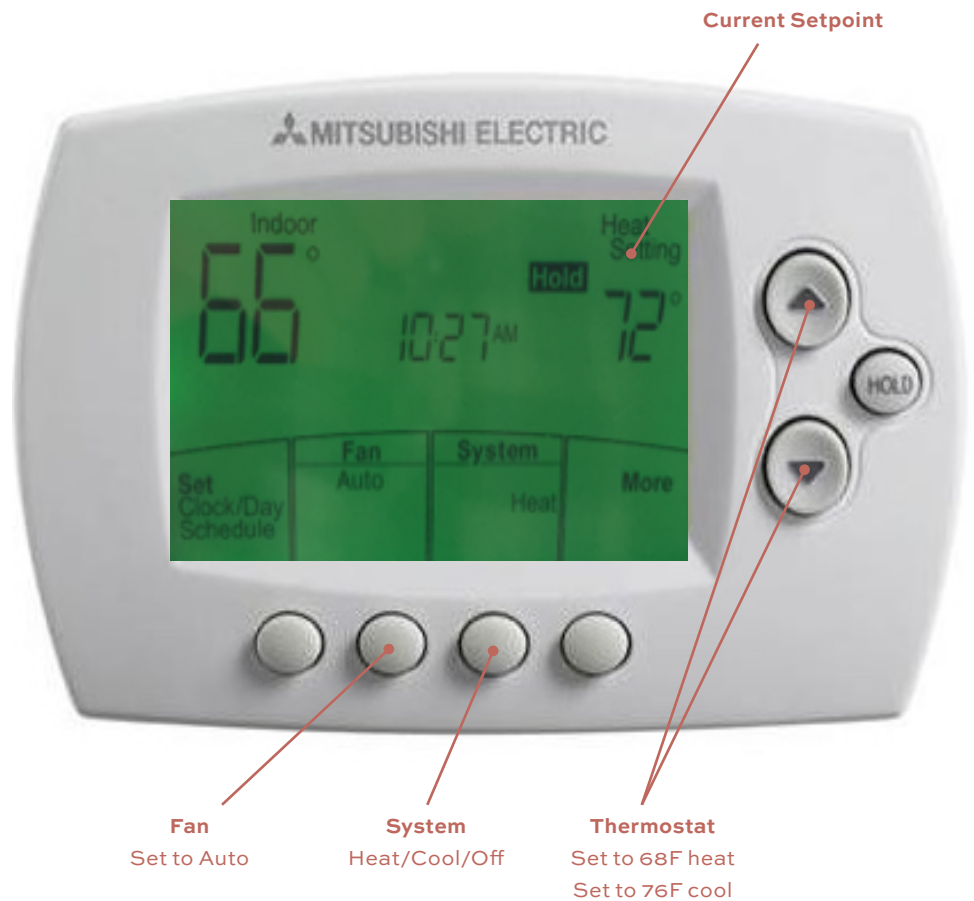 Current Setpoint
MITSUBISHI ELECTRIC
Indoor
Heat
Setting
66°
Hold
10:27 AM
72°
HOLD
Fan
System
Set
Clock/Day
Schedule
Auto
Heat
More
Fan
Set to Auto
System
Heat/Cool/Off
Thermostat
Set to 68F heat
Set to 76F cool